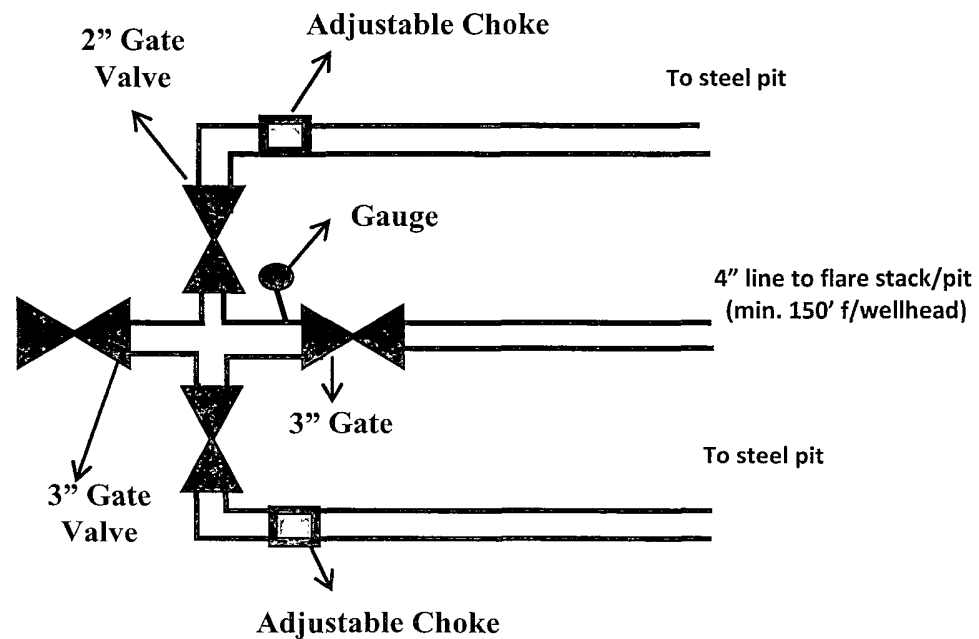 Adjustable Choke
2” Gate
Valve
To steel pit
Gauge
4” line to flare stack/pit
(min. 150’ f/wellhead)
3” Gate
To steel pit
3” Gate
Valve
Adjustable Choke